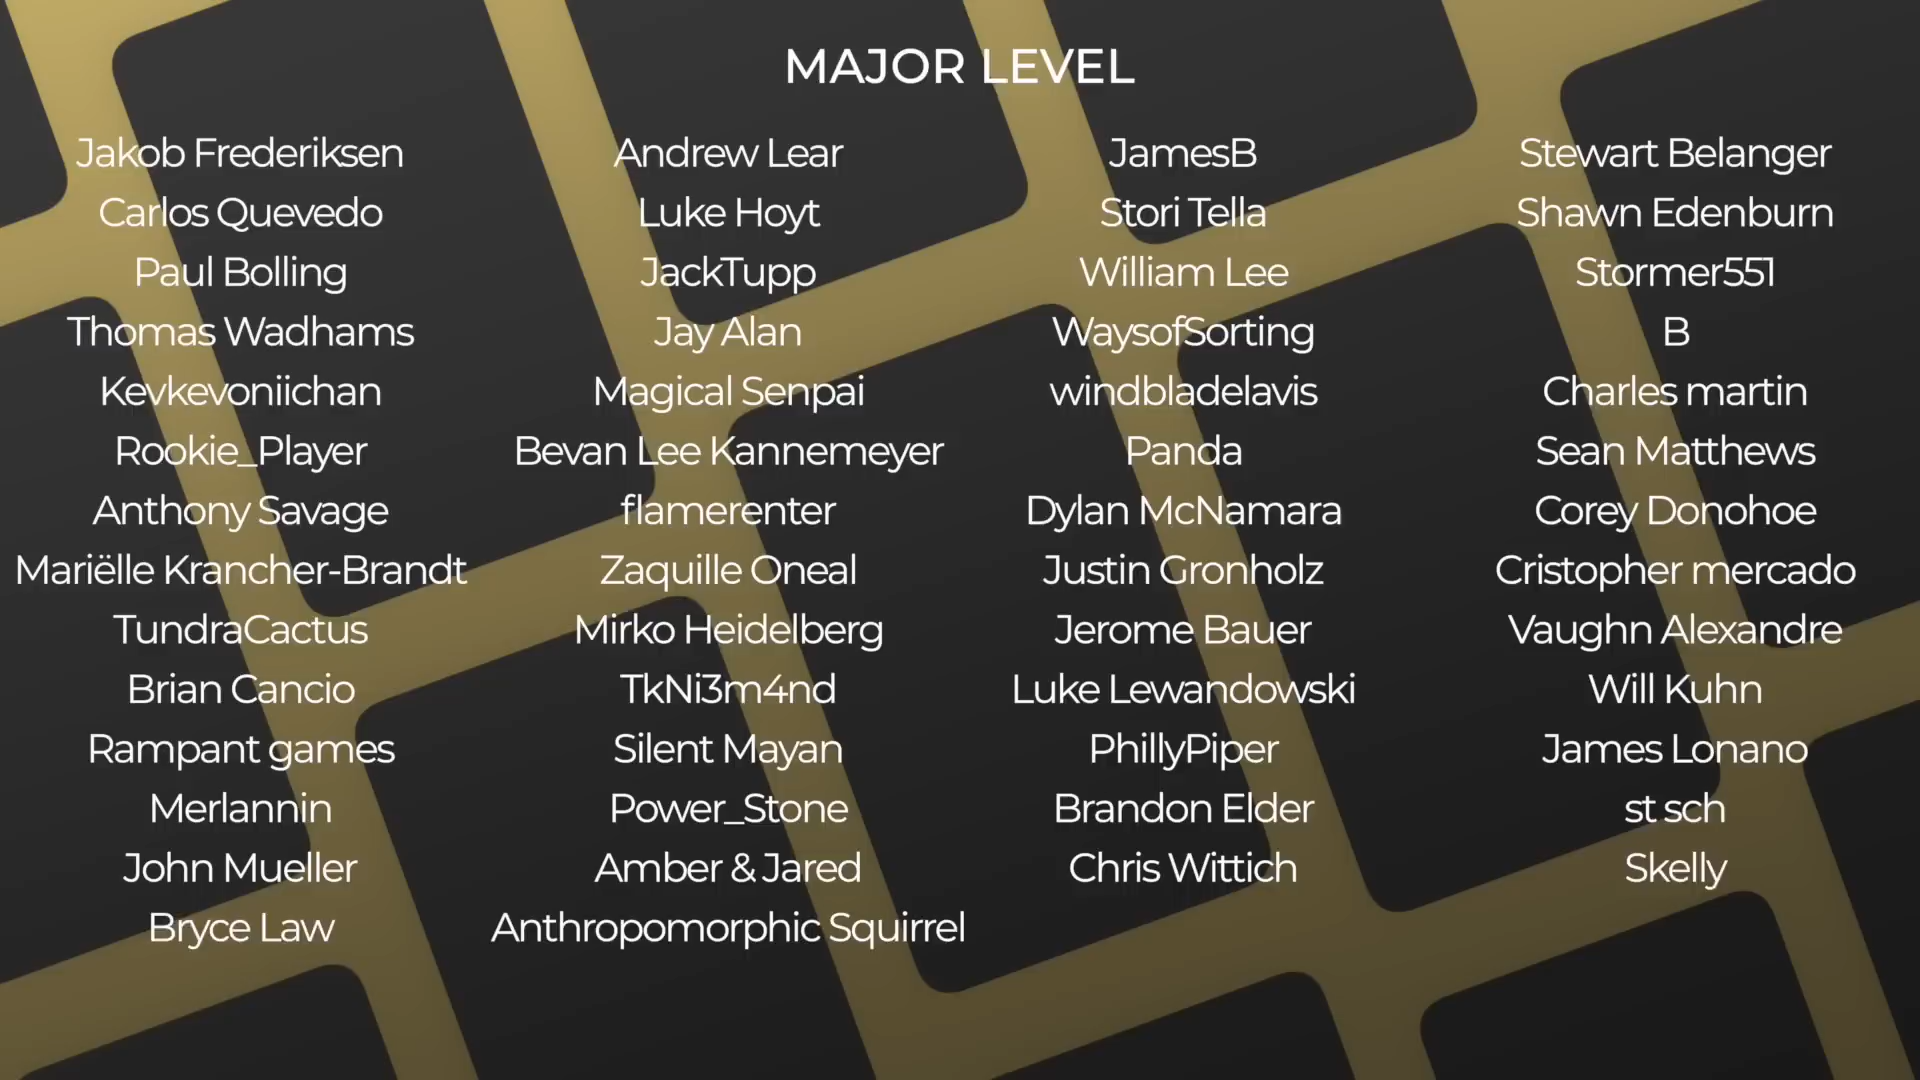 MAJOR LEVEL
Jakob Frederiksen
Carlos Quevedo
Paul Bolling
Thomas Wadhams
Kevkevoniichan
Rookie_Player
Anthony Savage
Mariëlle Krancher-Brandt
TundraCactus
Brian Cancio
Rampant games
Merlannin
John Mueller
Bryce Law
Andrew Lear
Luke Hoyt
JackTupp
Jay Alan
Magical Senpai
Bevan Lee Kannemeyer
flamerenter
Zaquille Oneal
Mirko Heidelberg
TkNi3m4nd
Silent Mayan
Power_Stone
Amber & Jared
Anthropomorphic Squirrel
JamesB
Stori Tella
William Lee
WaysofSorting
windbladelavis
Panda
Dylan McNamara
Justin Gronholz
Jerome Bauer
Luke Lewandowski
PhillyPiper
Brandon Elder
Chris Wittich
Stewart Belanger
Shawn Edenburn
Stormer551
B
Charles martin
Sean Matthews
Corey Donohoe
Cristopher mercado
Vaughn Alexandre
Will Kuhn
James Lonano
st sch
Skelly